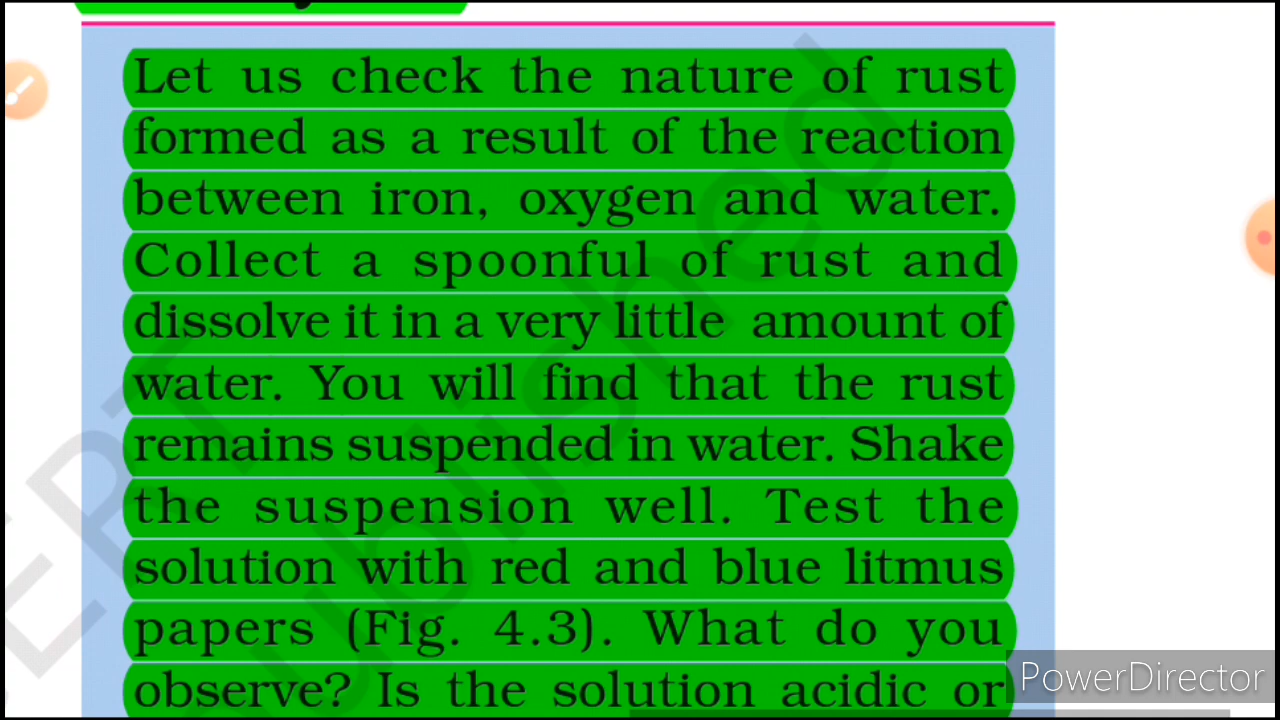 Let us check the nature of rust
formed as a result of the reaction
between iron, oxygen and water.
Collect a spoonful of rust and
dissolve it in a very little amount of
water. You will find that the rust
remains suspended in water. Shake
the suspension well. Test the
solution with red and blue litmus
papers (Fig. 4.3). What do you
observe? Is the solution acidic or
PowerDirector